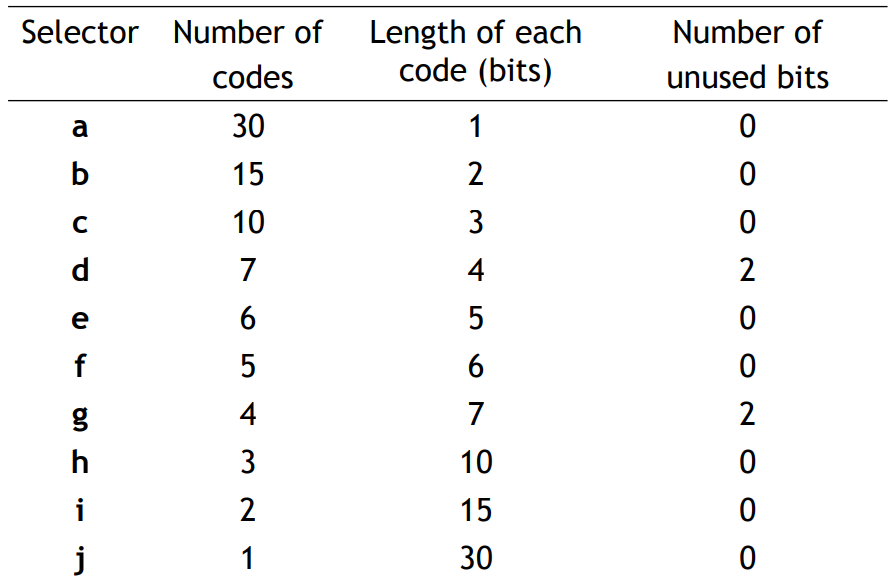 Selector Number of codes Length of each code (bits) Number of unused bits
a 30 1 0
b 15 2 0
c 10 3 0
d 7 4 2
e 6 5 0
f 5 6 0
g 4 7 2
h 3 10 0
i 2 15 0
j 1 30 0